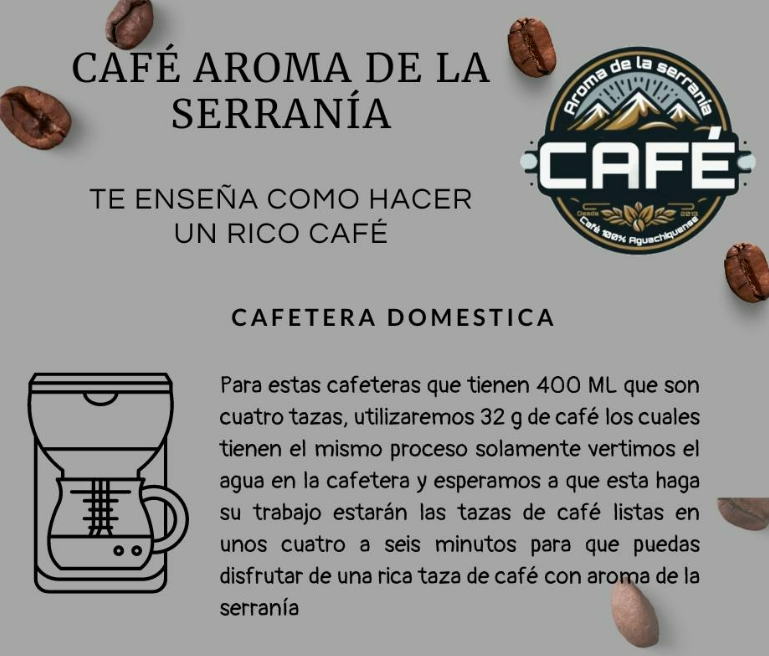 CAFÉ AROMA DE LA
SERRANÍA
Aroma de la serranía
CAFÉ
Desde 2013
Café 100% Aguachiquense
TE ENSEÑA COMO HACER
UN RICO CAFÉ
CAFETERA DOMESTICA
Para estas cafeteras que tienen 400 ML que son
cuatro tazas, utilizaremos 32 g de café los cuales
tienen el mismo proceso solamente vertimos el
agua en la cafetera y esperamos a que esta haga
su trabajo estarán las tazas de café listas en
unos cuatro a seis minutos para que puedas
disfrutar de una rica taza de café con aroma de la
serranía